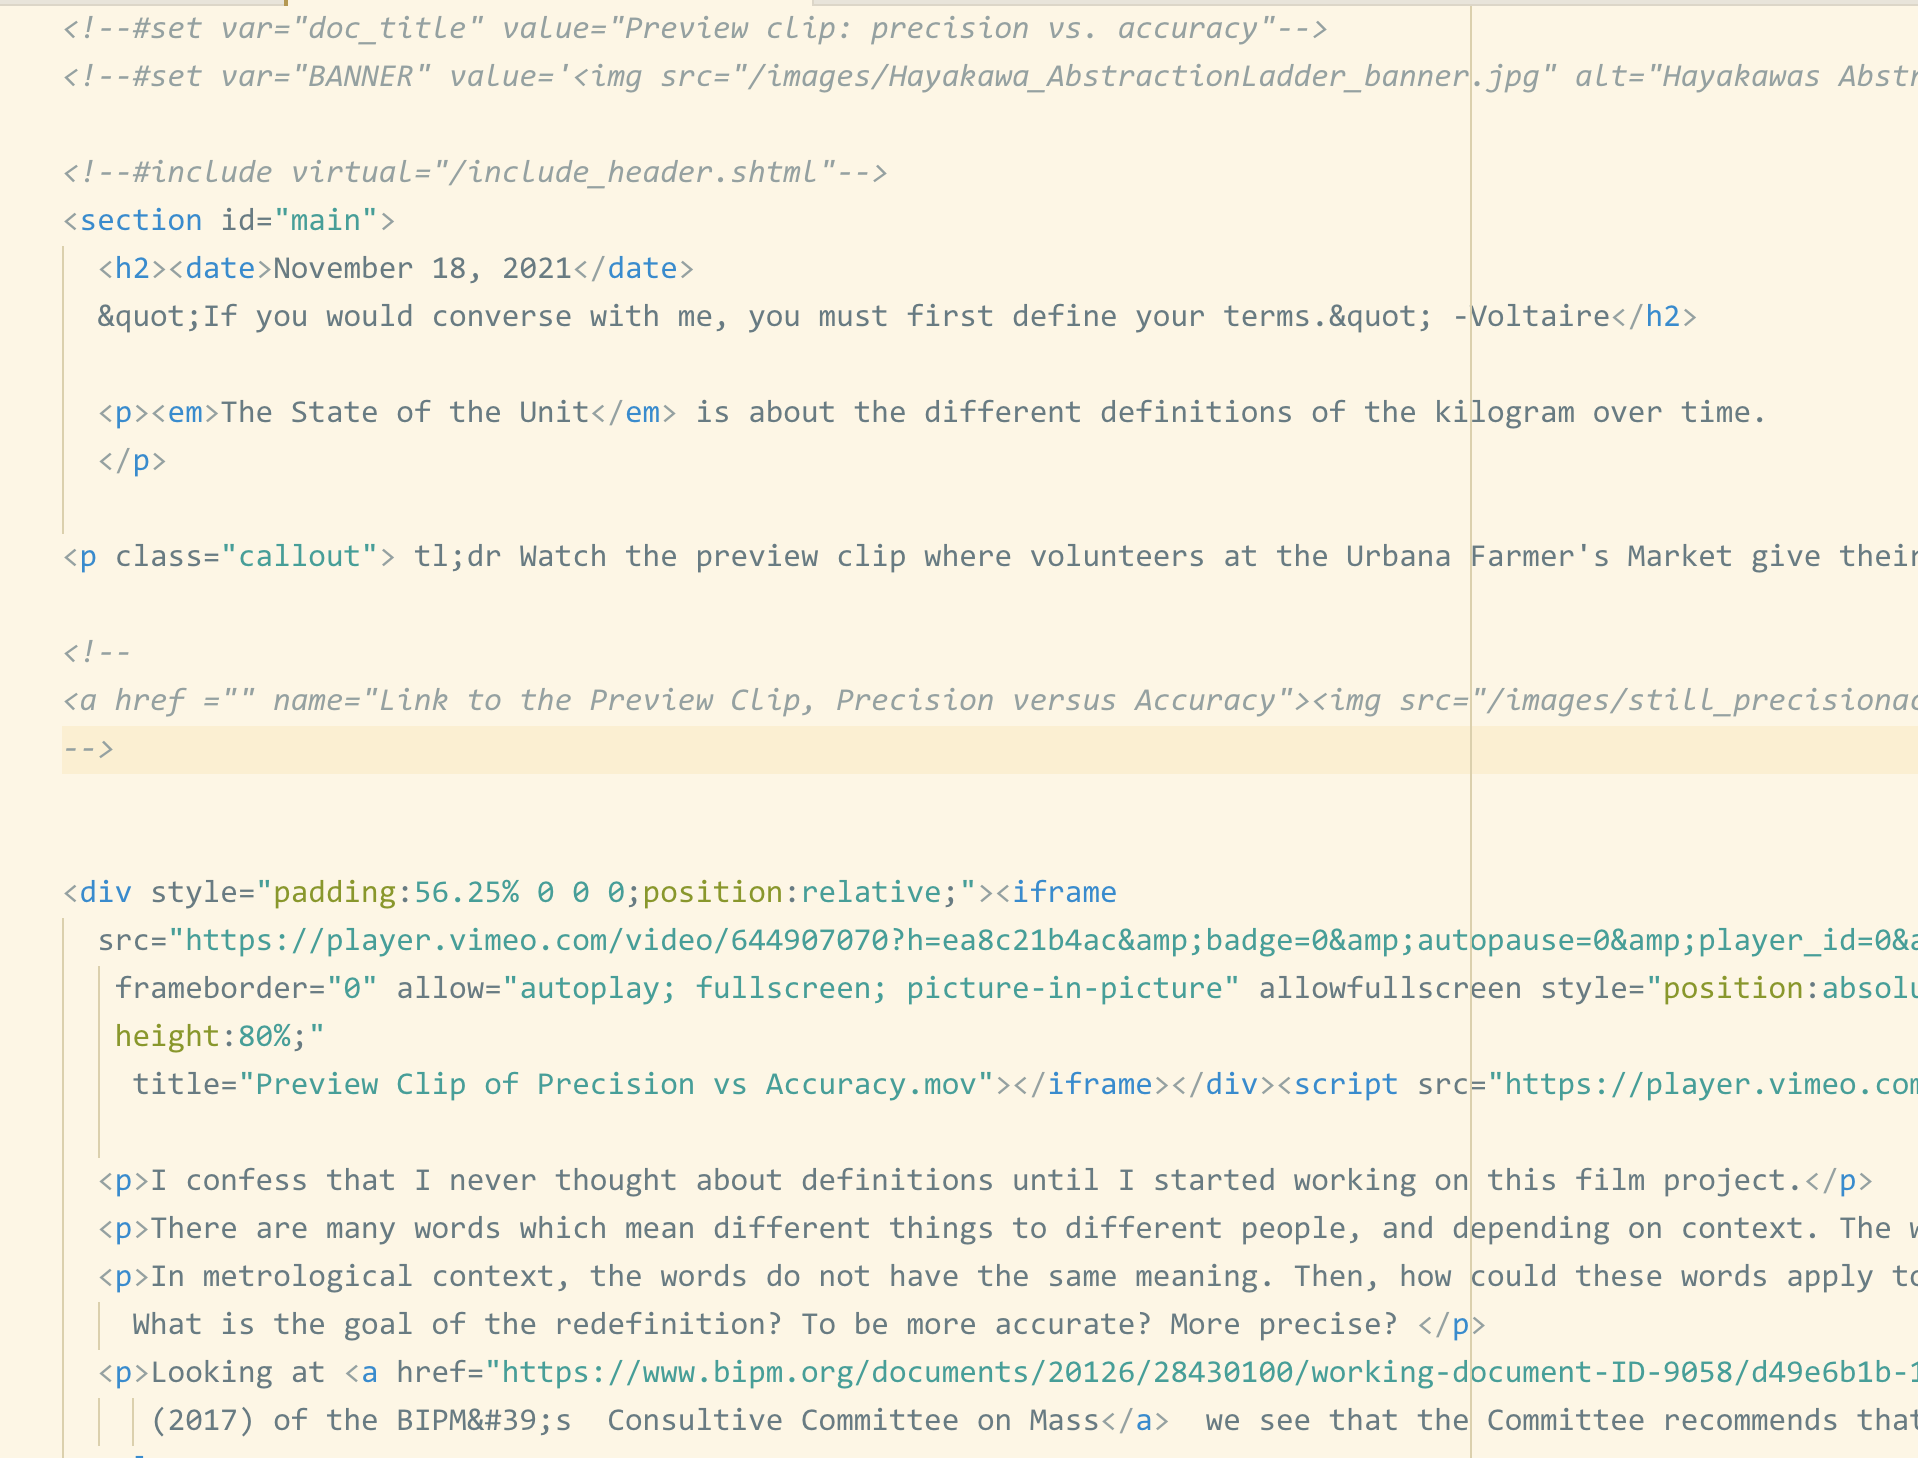 <!--#set var="doc_title" value="Preview clip: precision vs. accuracy"-->
<!--#set var="BANNER" value='<img src="/images/Hayakawa_AbstractionLadder_banner.jpg" alt="Hayakawas Abstr
<!--#include virtual="/include_header.shtml"-->
<section id="main">
<h2><date>November 18, 2021</date>
&quot;If you would converse with me, you must first define your terms.&quot; -Voltaire</h2>
<p><em>The State of the Unit</em> is about the different definitions of the kilogram over time.
</p>
<p class="callout"> tl;dr Watch the preview clip where volunteers at the Urbana Farmer's Market give their
<!--
<a href ="" name="Link to the Preview Clip, Precision versus Accuracy"><img src="/images/still_precisionac
-->
<div style="padding:56.25% 0 0 0;position:relative;"><iframe
src="https://player.vimeo.com/video/644907070?h=ea8c21b4ac&amp;badge=0&amp;autopause=0&amp;player_id=0&a
frameborder="0" allow="autoplay; fullscreen; picture-in-picture" allowfullscreen style="position:absolu
height:80%;"
title="Preview Clip of Precision vs Accuracy.mov"></iframe></div><script src="https://player.vimeo.com
<p>I confess that I never thought about definitions until I started working on this film project.</p>
<p>There are many words which mean different things to different people, and depending on context. The w
<p>In metrological context, the words do not have the same meaning. Then, how could these words apply to
What is the goal of the redefinition? To be more accurate? More precise? </p>
<p>Looking at <a href="https://www.bipm.org/documents/20126/28430100/working-document-ID-9058/d49e6b1b-1
(2017) of the BIPM&#39;s  Consultive Committee on Mass</a>  we see that the Committee recommends that